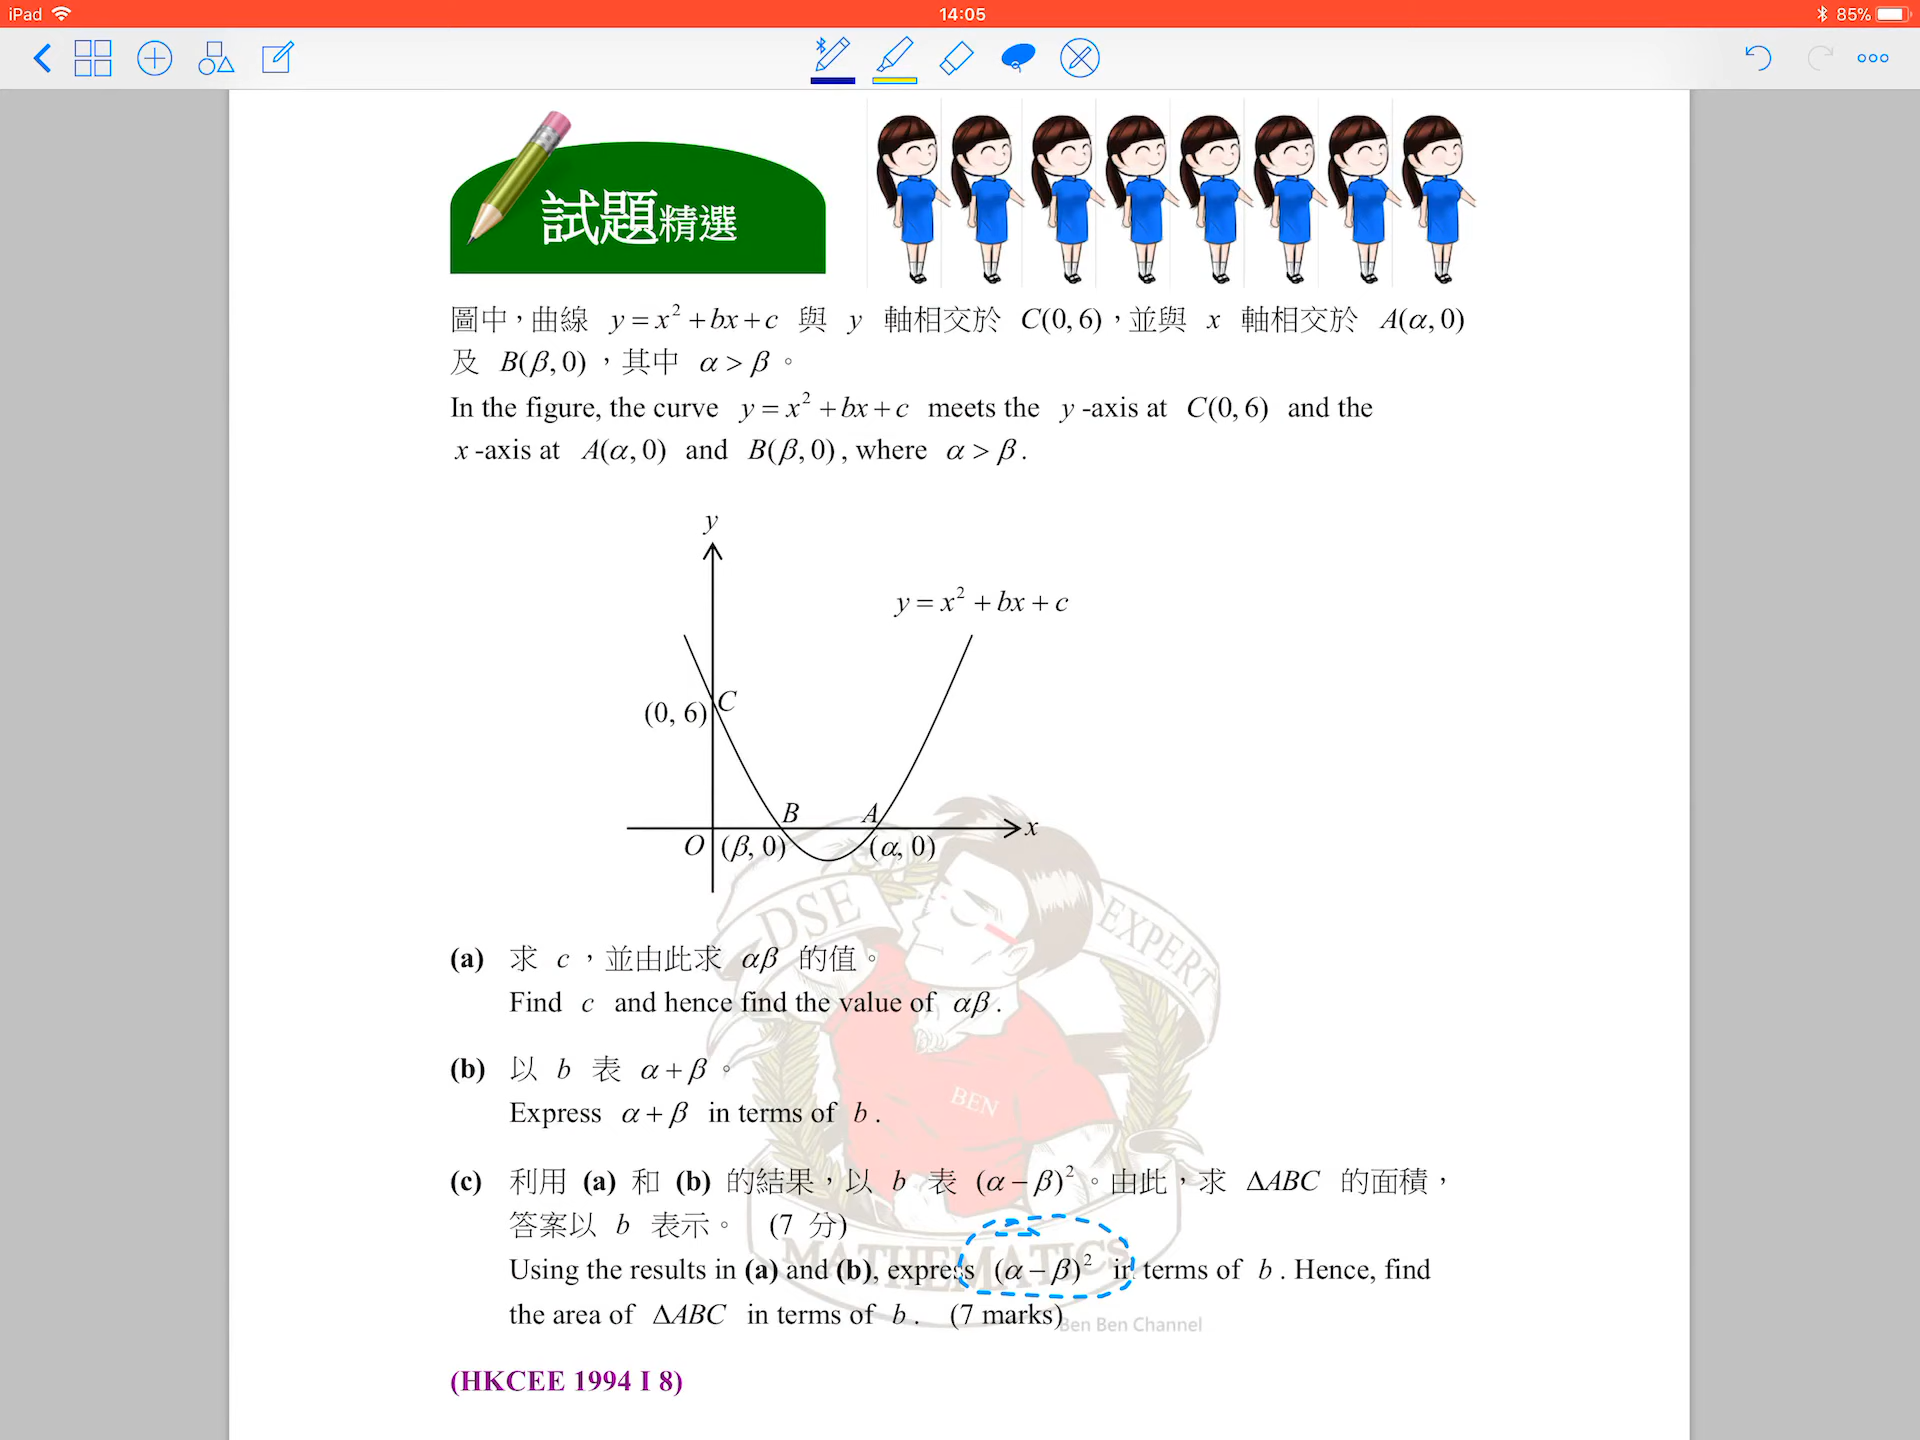 iPad
14:05
85%
試題精選
圖中，曲線 y = x² + bx + c 與 y 軸相交於 C(0, 6)，並與 x 軸相交於 A(α, 0)
及 B(β, 0)，其中 α > β。
In the figure, the curve y = x² + bx + c meets the y -axis at C(0, 6) and the
x -axis at A(α, 0) and B(β, 0), where α > β.
y
y = x² + bx + c
C
(0, 6)
B
A
x
O
(β, 0)
(α, 0)
DSE
EXPERT
(a) 求 c，並由此求 αβ 的值。
Find c and hence find the value of αβ.
(b) 以 b 表 α + β。
Express α + β in terms of b.
BEN
(c) 利用 (a) 和 (b) 的結果，以 b 表 (α − β)²。由此，求 ΔABC 的面積，
答案以 b 表示。 (7 分)
MATHEMATICS
Using the results in (a) and (b), express (α − β)² in terms of b. Hence, find
the area of ΔABC in terms of b. (7 marks)
Ben Ben Channel
(HKCEE 1994 I 8)